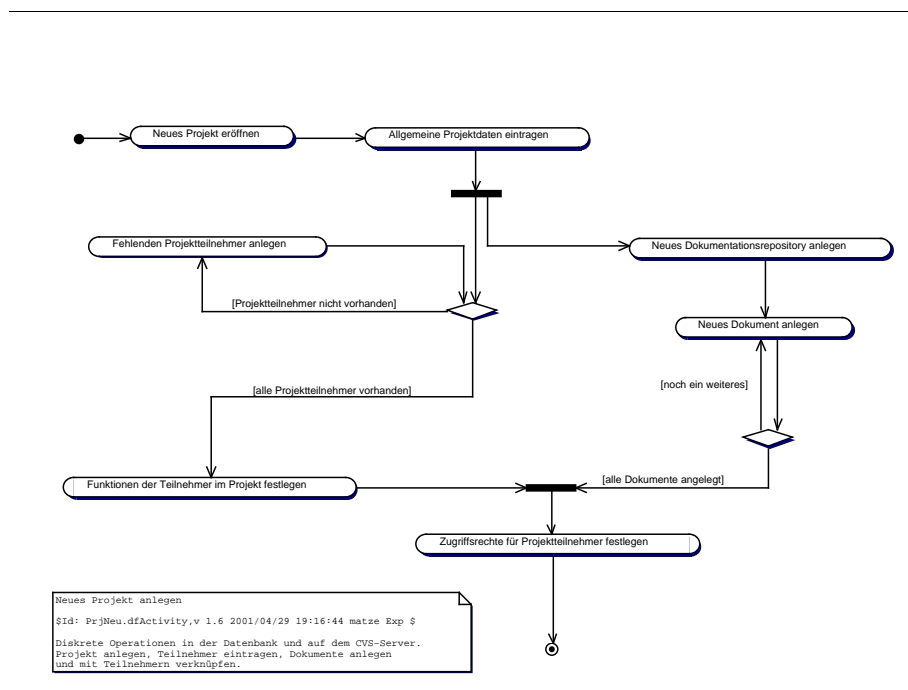 Neues Projekt eröffnen
Allgemeine Projektdaten eintragen
Fehlenden Projektteilnehmer anlegen
Neues Dokumentationsrepository anlegen
[Projektteilnehmer nicht vorhanden]
Neues Dokument anlegen
[noch ein weiteres]
[alle Projektteilnehmer vorhanden]
Funktionen der Teilnehmer im Projekt festlegen
[alle Dokumente angelegt]
Zugriffsrechte für Projektteilnehmer festlegen
Neues Projekt anlegen
$Id: PrjNeu.dfActivity,v 1.6 2001/04/29 19:16:44 matze Exp $
Diskrete Operationen in der Datenbank und auf dem CVS-Server.
Projekt anlegen, Teilnehmer eintragen, Dokumente anlegen
und mit Teilnehmern verknüpfen.